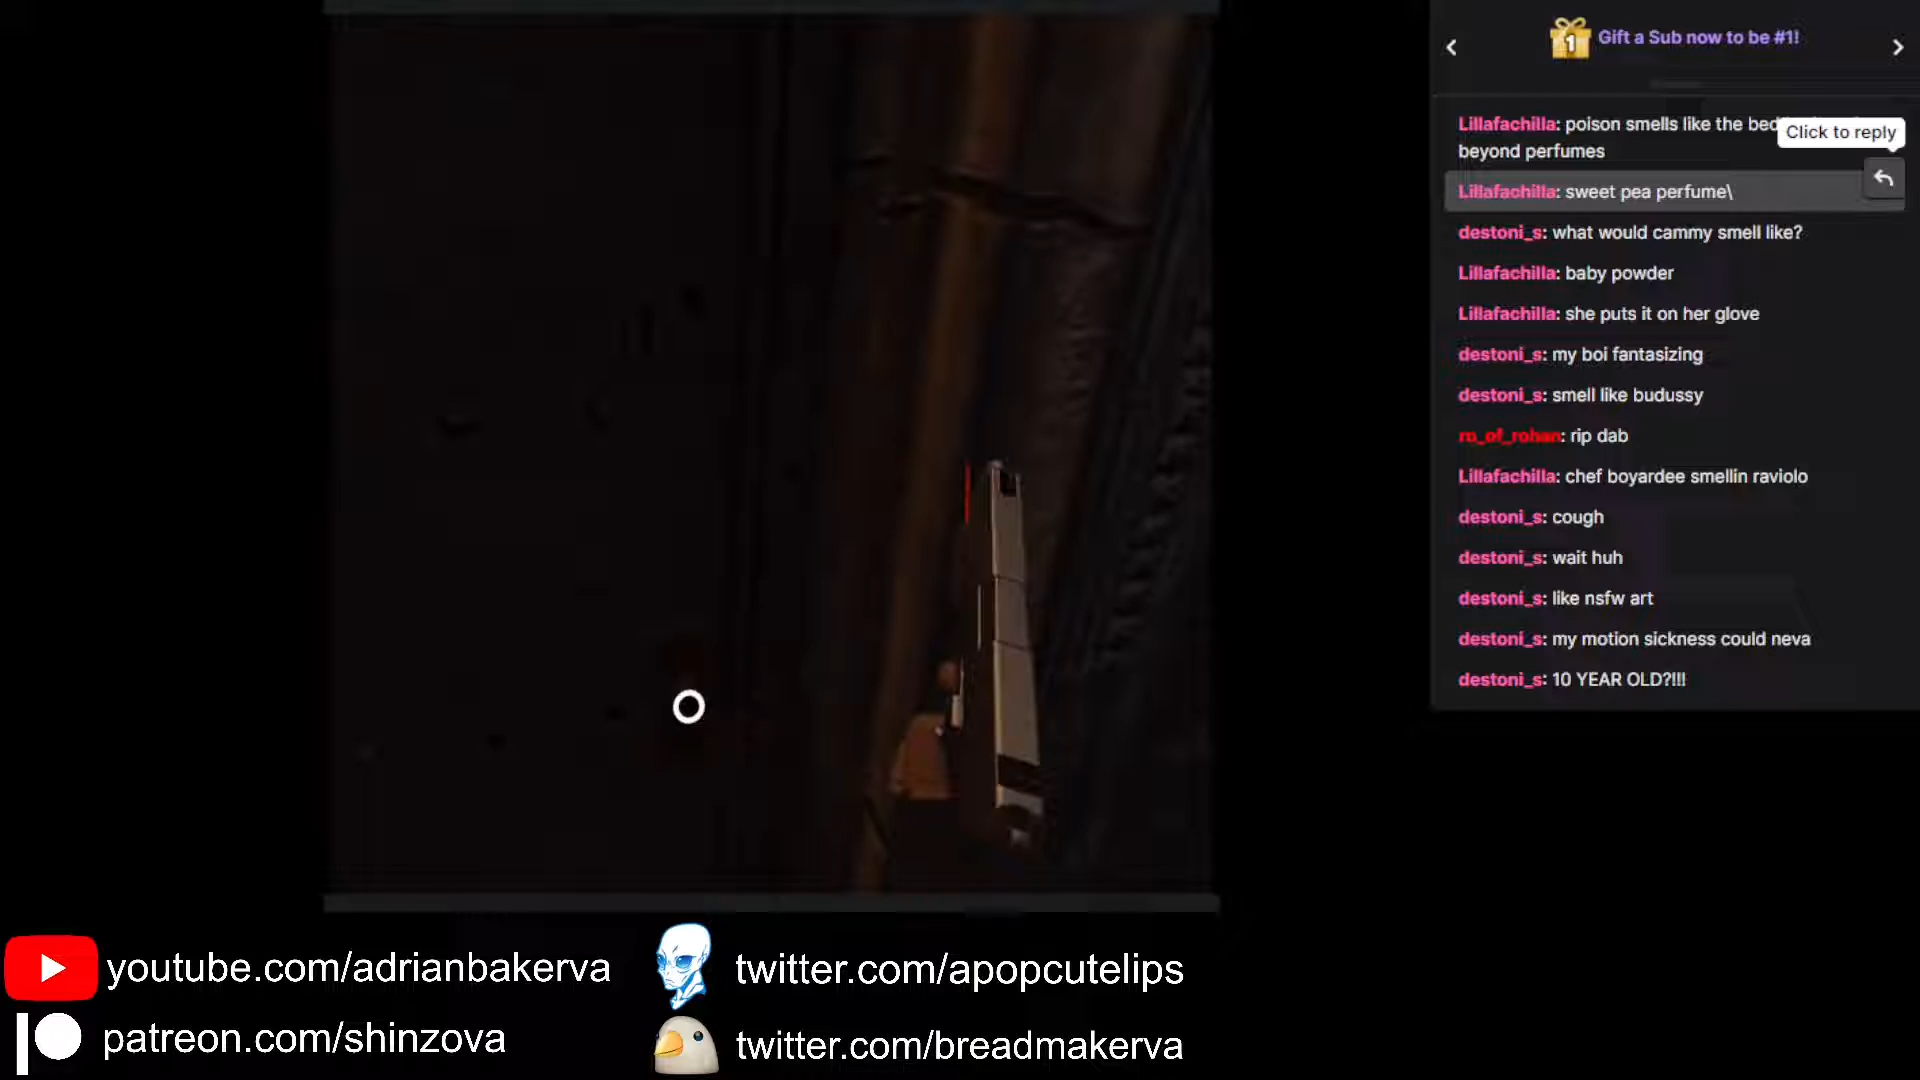 Gift a Sub now to be #1!
1
Lillafachilla: poison smells like the bed
Click to reply
beyond perfumes
Lillafachilla: sweet pea perfume\
destoni_s: what would cammy smell like?
Lillafachilla: baby powder
Lillafachilla: she puts it on her glove
destoni_s: my boi fantasizing
destoni_s: smell like budussy
ro_of_rohan: rip dab
Lillafachilla: chef boyardee smellin raviolo
destoni_s: cough
destoni_s: wait huh
destoni_s: like nsfw art
destoni_s: my motion sickness could neva
destoni_s: 10 YEAR OLD?!!!
youtube.com/adrianbakerva
twitter.com/apopcutelips
patreon.com/shinzova
twitter.com/breadmakerva